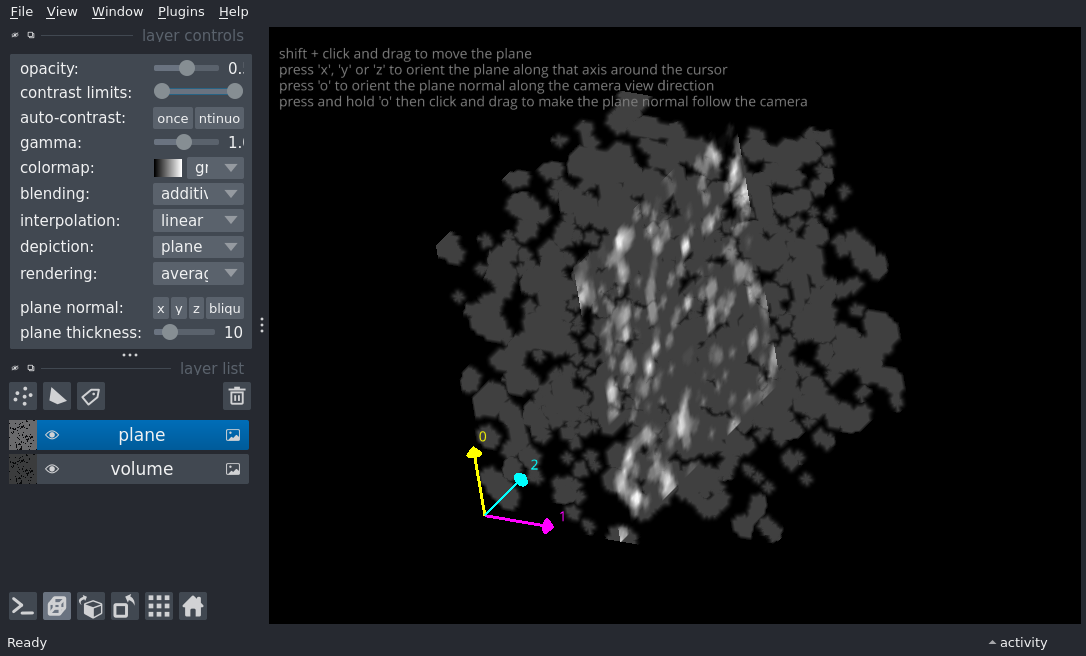 File View Window Plugins Help
layer controls
opacity: 0.
contrast limits:
auto-contrast: once ntinuo
gamma: 1.
colormap: gr
blending: additiv
interpolation: linear
depiction: plane
rendering: averag
plane normal: x y z bliqu
plane thickness: 10
layer list
plane
volume
Ready
shift + click and drag to move the plane
press 'x', 'y' or 'z' to orient the plane along that axis around the cursor
press 'o' to orient the plane normal along the camera view direction
press and hold 'o' then click and drag to make the plane normal follow the camera
0
2
1
activity